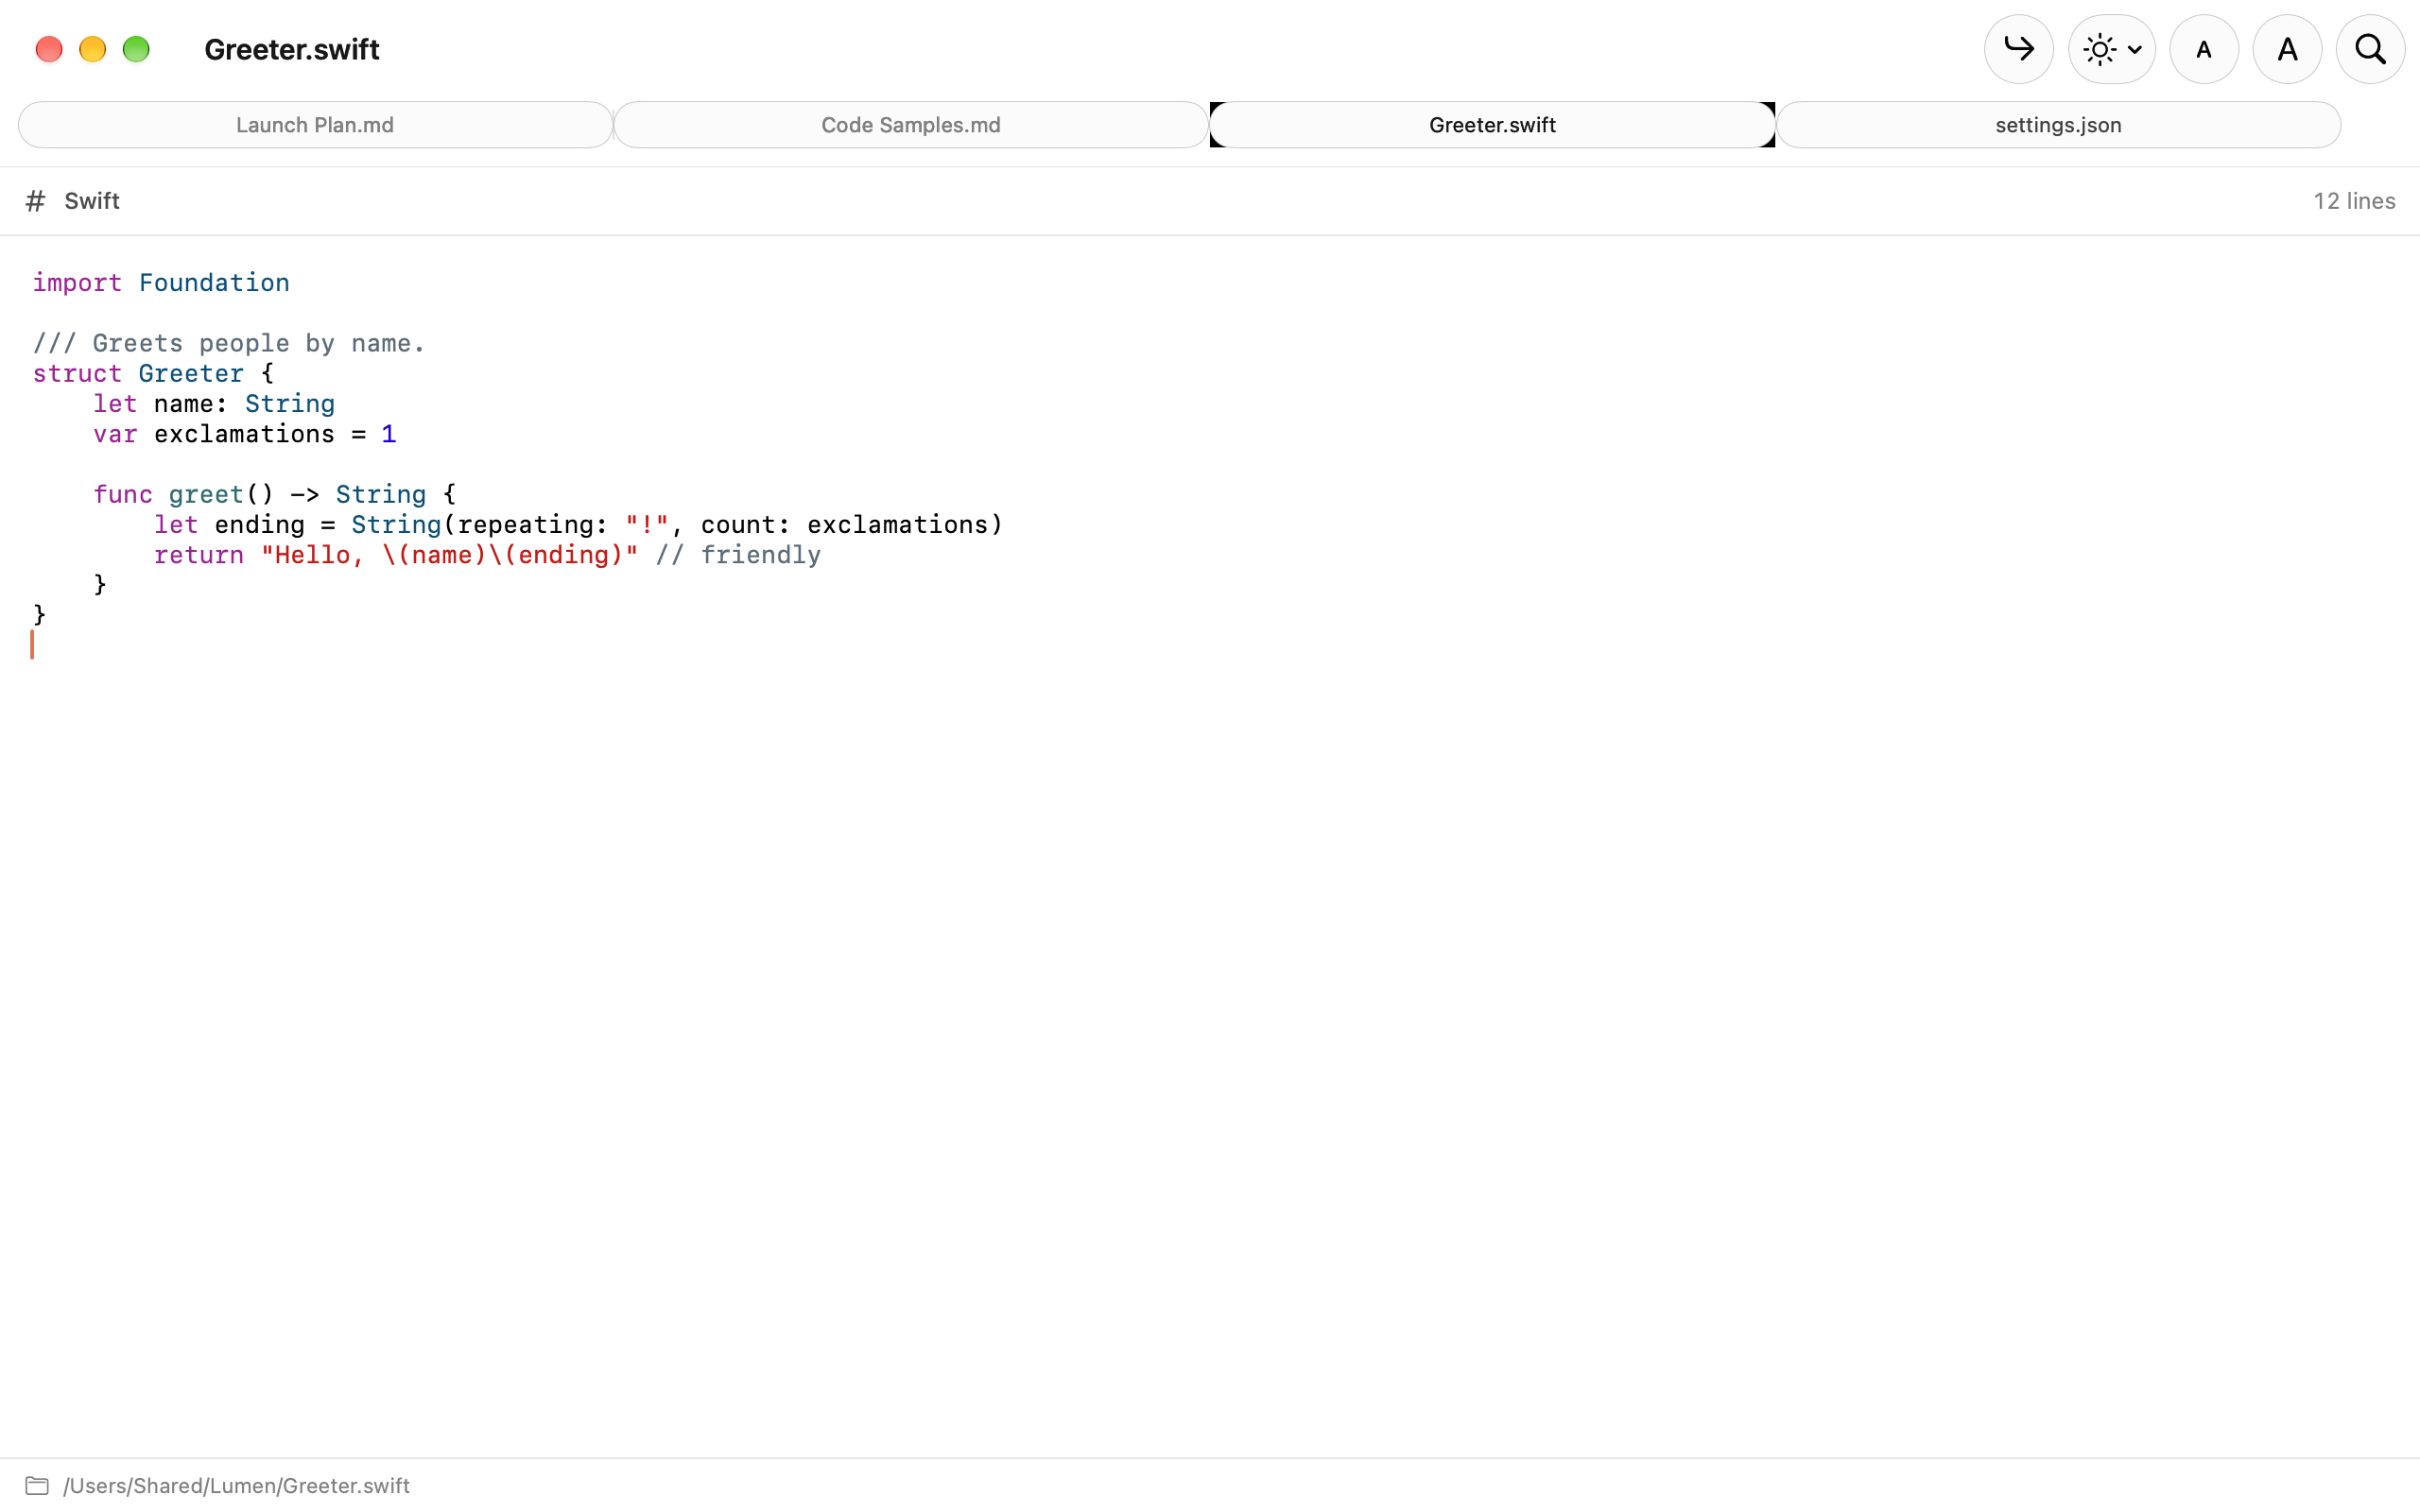 Greeter.swift
A A
Launch Plan.md Code Samples.md Greeter.swift settings.json
# Swift 12 lines
import Foundation
/// Greets people by name.
struct Greeter {
    let name: String
    var exclamations = 1
    func greet() -> String {
        let ending = String(repeating: "!", count: exclamations)
        return "Hello, \(name)\(ending)" // friendly
    }
}
/Users/Shared/Lumen/Greeter.swift